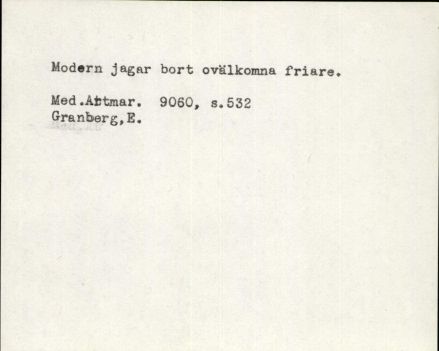 Modern jagar bort ovälkomna friare.
Med.Attmar. 9060, s.532
Granberg,E.